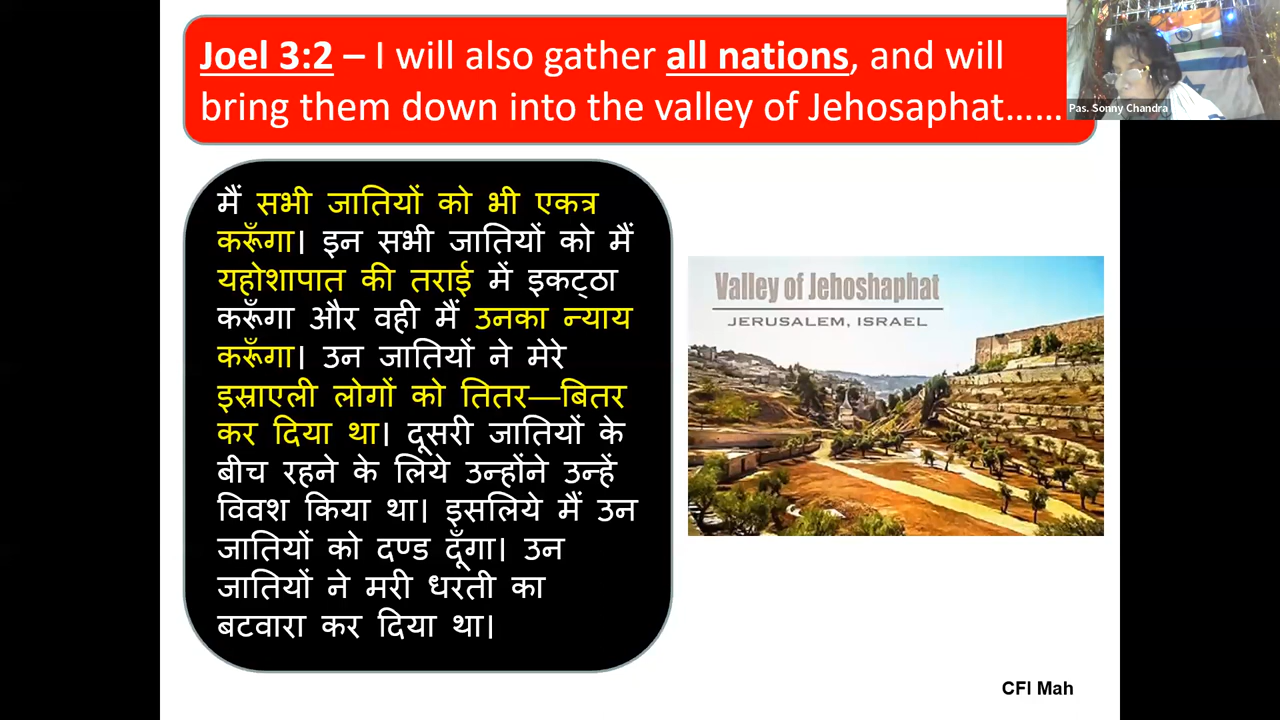 Joel 3:2 – I will also gather all nations, and will
bring them down into the valley of Jehosaphat……
Pas. Sonny Chandra
मैं सभी जातियों को भी एकत्र
करूँगा। इन सभी जातियों को मैं
यहोशापात की तराई में इकट्ठा
करूँगा और वही मैं उनका न्याय
करूँगा। उन जातियों ने मेरे
इस्राएली लोगों को तितर—बितर
कर दिया था। दूसरी जातियों के
बीच रहने के लिये उन्होंने उन्हें
विवश किया था। इसलिये मैं उन
जातियों को दण्ड दूँगा। उन
जातियों ने मरी धरती का
बटवारा कर दिया था।
Valley of Jehoshaphat
JERUSALEM, ISRAEL
CFI Mah